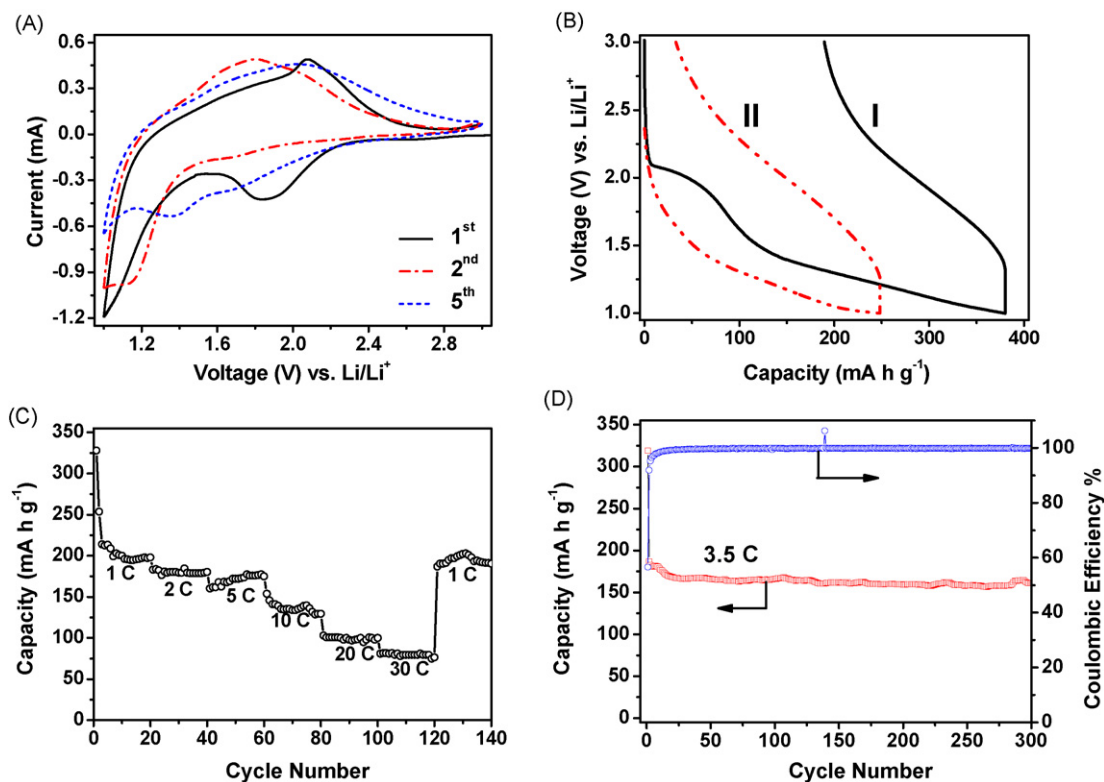 (A)
0.6
0.3
0.0
-0.3
-0.6
-0.9
-1.2
Current (mA)
1st
2nd
5th
1.2 1.6 2.0 2.4 2.8
Voltage (V) vs. Li/Li+
(B)
3.0
2.5
2.0
1.5
1.0
Voltage (V) vs. Li/Li+
II I
0 100 200 300 400
Capacity (mA h g-1)
(C)
350
300
250
200
150
100
50
0
Capacity (mA h g-1)
1 C
2 C
5 C
10 C
20 C
30 C
1 C
0 20 40 60 80 100 120 140
Cycle Number
(D)
350
300
250
200
150
100
50
0
Capacity (mA h g-1)
3.5 C
100
80
60
40
20
0
Coulombic Efficiency %
0 50 100 150 200 250 300
Cycle Number